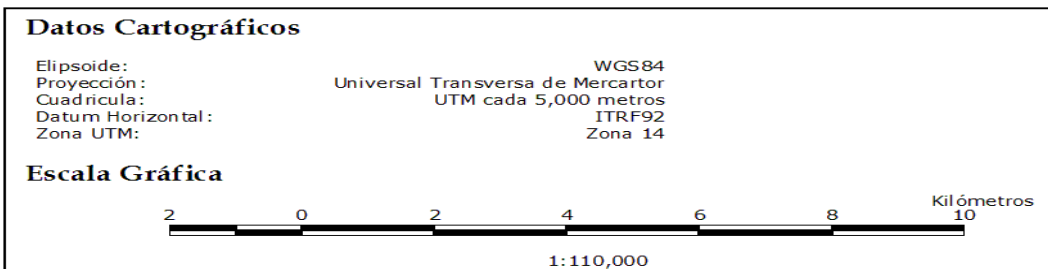 Datos Cartográficos
Elipsoide: WGS84
Proyección: Universal Transversa de Mercartor
Cuadricula: UTM cada 5,000 metros
Datum Horizontal: ITRF92
Zona UTM: Zona 14
Escala Gráfica
Kilómetros
2 0 2 4 6 8 10
1:110,000